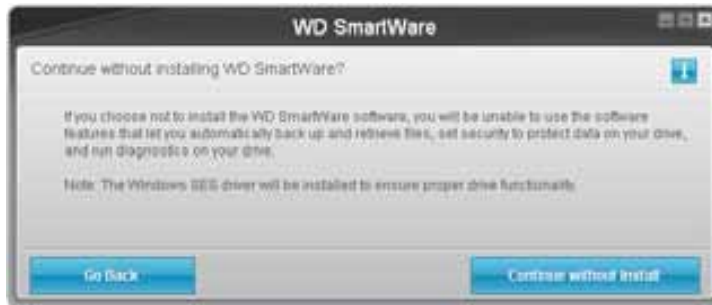 WD SmartWare
Continue without installing WD SmartWare?
If you choose not to install the WD SmartWare software, you will be unable to use the software
features that let you automatically back up and retrieve files, set security to protect data on your drive,
and run diagnostics on your drive.
Note: The Windows SES driver will be installed to ensure proper drive functionality.
Go Back
Continue without Install